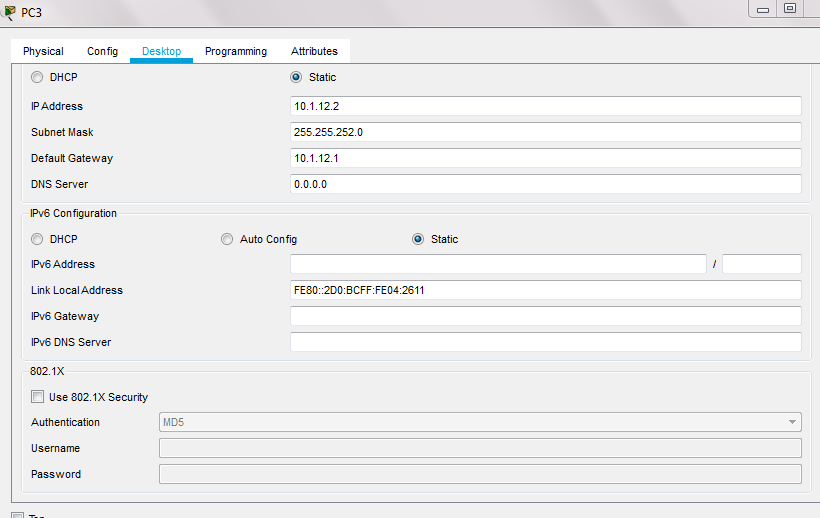 PC3
Physical Config Desktop Programming Attributes
DHCP Static
IP Address 10.1.12.2
Subnet Mask 255.255.252.0
Default Gateway 10.1.12.1
DNS Server 0.0.0.0
IPv6 Configuration
DHCP Auto Config Static
IPv6 Address /
Link Local Address FE80::2D0:BCFF:FE04:2611
IPv6 Gateway
IPv6 DNS Server
802.1X
Use 802.1X Security
Authentication MD5
Username
Password